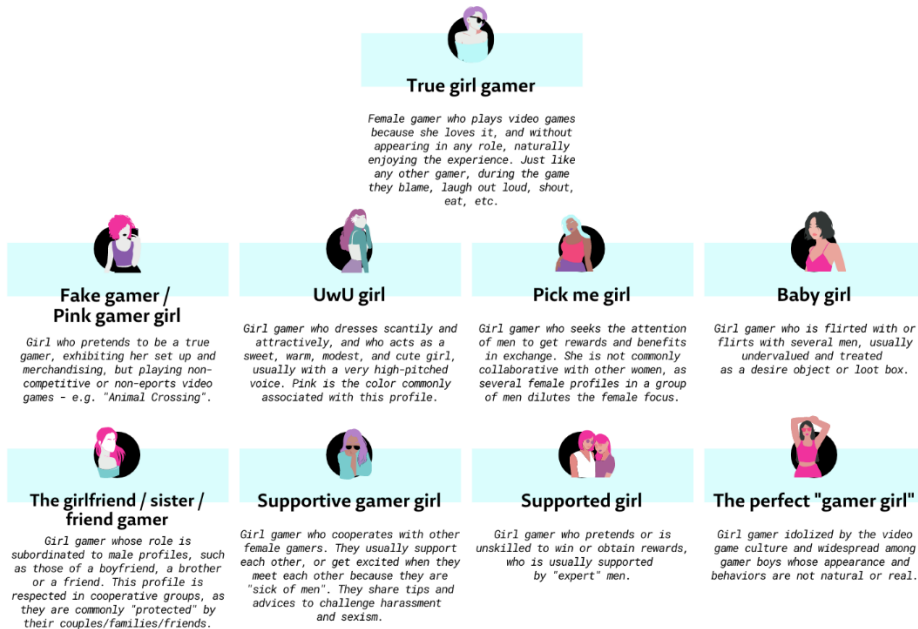 True girl gamer
Female gamer who plays video games
because she loves it, and without
appearing in any role, naturally
enjoying the experience. Just like
any other gamer, during the game
they blame, laugh out loud, shout,
eat, etc.
Fake gamer /
Pink gamer girl
Girl who pretends to be a true
gamer, exhibiting her set up and
merchandising, but playing non-
competitive or non-eports video
games – e.g. "Animal Crossing".
UwU girl
Girl gamer who dresses scantily and
attractively, and who acts as a
sweet, warm, modest, and cute girl,
usually with a very high-pitched
voice. Pink is the color commonly
associated with this profile.
Pick me girl
Girl gamer who seeks the attention
of men to get rewards and benefits
in exchange. She is not commonly
collaborative with other women, as
several female profiles in a group
of men dilutes the female focus.
Baby girl
Girl gamer who is flirted with or
flirts with several men, usually
undervalued and treated
as a desire object or loot box.
The girlfriend / sister /
friend gamer
Girl gamer whose role is
subordinated to male profiles, such
as those of a boyfriend, a brother
or a friend. This profile is
respected in cooperative groups, as
they are commonly "protected" by
their couples/families/friends.
Supportive gamer girl
Girl gamer who cooperates with other
female gamers. They usually support
each other, or get excited when they
meet each other because they are
"sick of men". They share tips and
advices to challenge harassment
and sexism.
Supported girl
Girl gamer who pretends or is
unskilled to win or obtain rewards,
who is usually supported
by "expert" men.
The perfect "gamer girl"
Girl gamer idolized by the video
game culture and widespread among
gamer boys whose appearance and
behaviors are not natural or real.